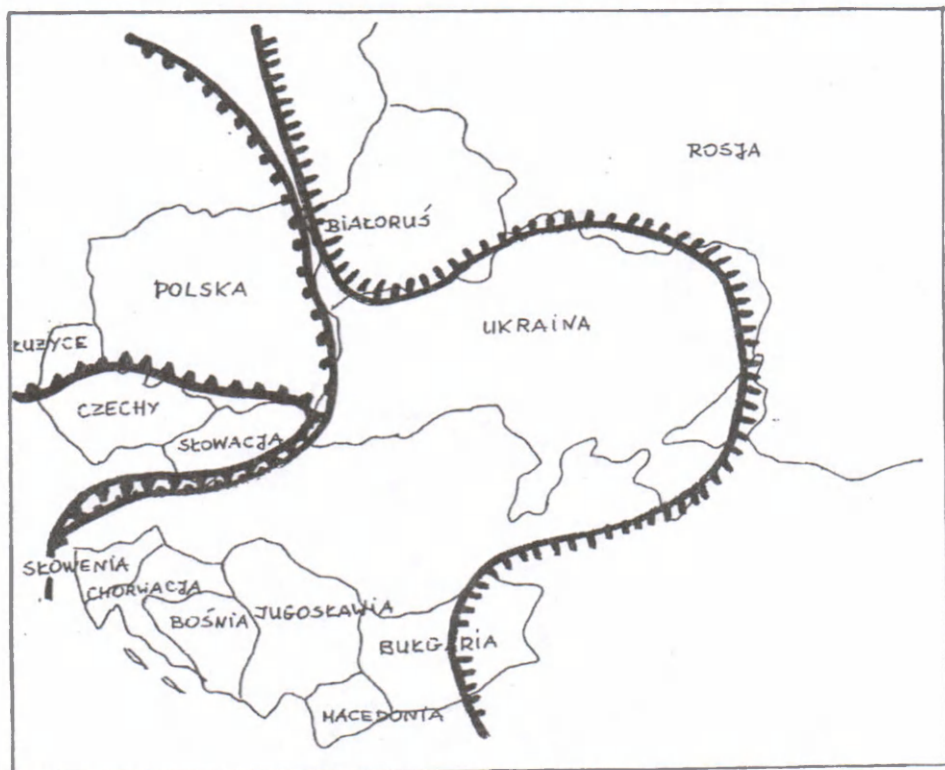 ROSJA
BIAŁORUŚ
POLSKA
UKRAINA
ŁUŻYCE
CZECHY
SŁOWACJA
SŁOWENIA
CHORWACJA
BOŚNIA
JUGOSŁAWIA
BUŁGARIA
MACEDONIA